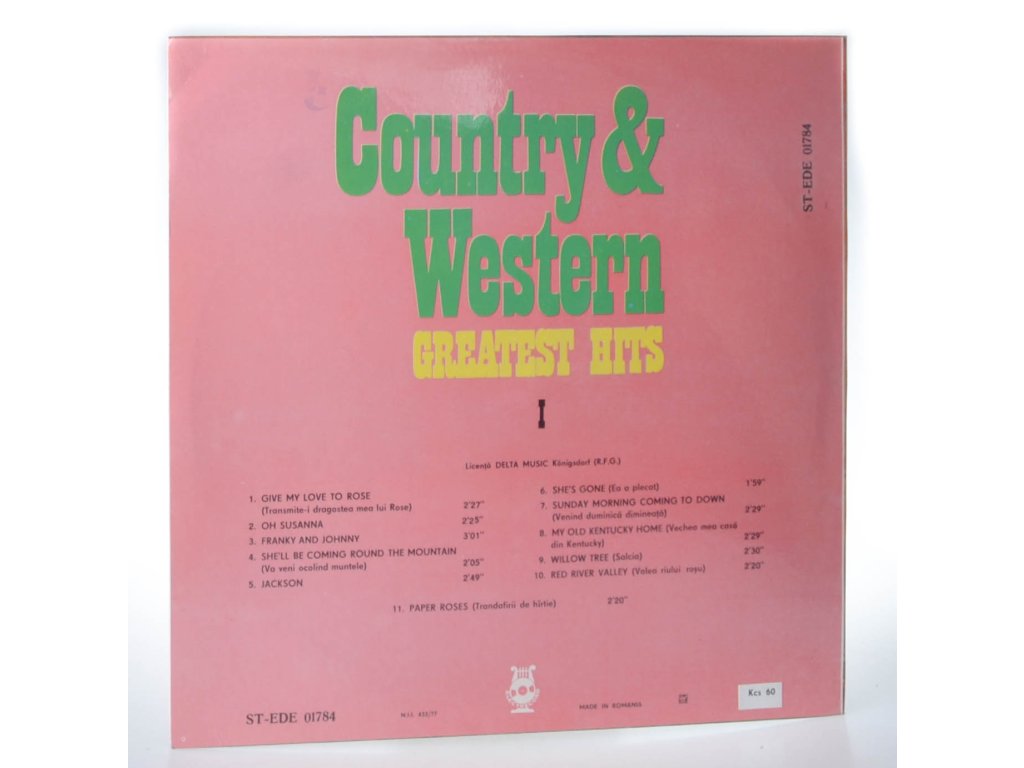 Country &
Western
GREATEST HITS
I
ST-EDE 01784
Licență DELTA MUSIC Königsdorf (R.F.G.)
1. GIVE MY LOVE TO ROSE
(Transmite-i dragostea mea lui Rose) 2'27"
2. OH SUSANNA 2'25"
3. FRANKY AND JOHNNY 3'01"
4. SHE'LL BE COMING ROUND THE MOUNTAIN
(Va veni ocolind muntele) 2'05"
5. JACKSON 2'49"
6. SHE'S GONE (Ea a plecat) 1'59"
7. SUNDAY MORNING COMING TO DOWN
(Venind duminică dimineața) 2'29"
8. MY OLD KENTUCKY HOME (Vechea mea casă
din Kentucky) 2'29"
9. WILLOW TREE (Salcia) 2'30"
10. RED RIVER VALLEY (Valea rîului roșu) 2'20"
11. PAPER ROSES (Trandafirii de hîrtie) 2'20"
ST-EDE 01784
N.I.I. 433/77
MADE IN ROMANIA
Kcs 60